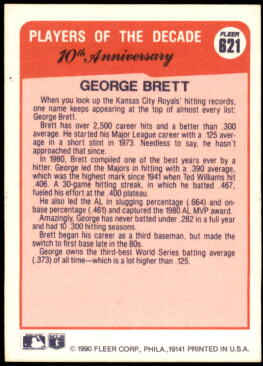 PLAYERS OF THE DECADE
FLEER
621
10th Anniversary
GEORGE BRETT
When you look up the Kansas City Royals' hitting records,
one name keeps appearing at the top of almost every list:
George Brett.
Brett has over 2,500 career hits and a better than .300
average. He started his Major League career with a .125 aver-
age in a short stint in 1973. Needless to say, he hasn't
approached that since.
In 1980, Brett compiled one of the best years ever by a
hitter. George led the Majors in hitting with a .390 average,
which was the highest mark since 1941 when Ted Williams hit
.406. A 30-game hitting streak, in which he batted .467,
fueled his effort at the .400 plateau.
He also led the AL in slugging percentage (.664) and on-
base percentage (.461) and captured the 1980 AL MVP award.
Amazingly, George has never batted under .282 in a full year
and had 10 .300 hitting seasons.
Brett began his career as a third baseman, but made the
switch to first base late in the 80s.
George owns the third-best World Series batting average
(.373) of all time—which is a lot higher than .125.
© 1990 FLEER CORP., PHILA., 19141 PRINTED IN U.S.A.